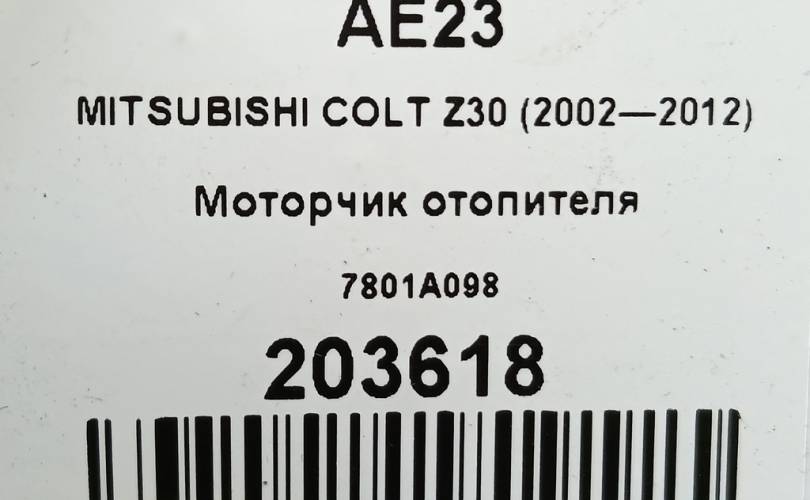 AE23
MITSUBISHI COLT Z30 (2002—2012)
Моторчик отопителя
7801A098
203618